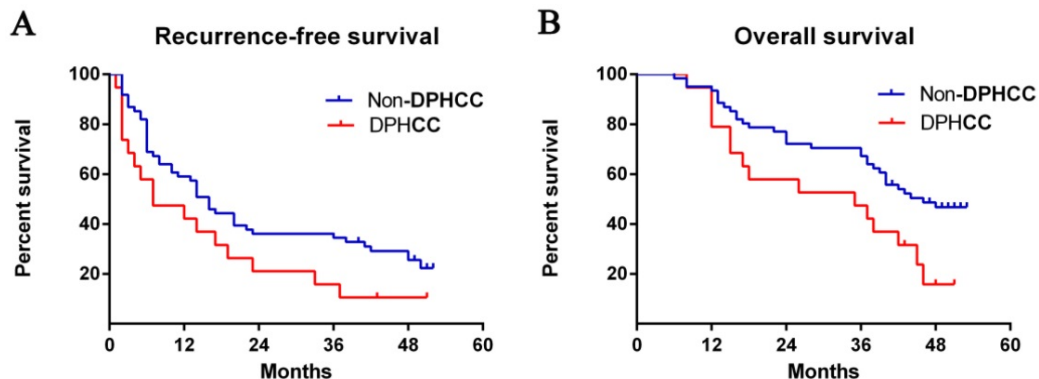 A
Recurrence-free survival
Percent survival
100
80
60
40
20
0
12
24
36
48
60
Months
Non-DPHCC
DPHCC
B
Overall survival
Percent survival
100
80
60
40
20
0
12
24
36
48
60
Months
Non-DPHCC
DPHCC